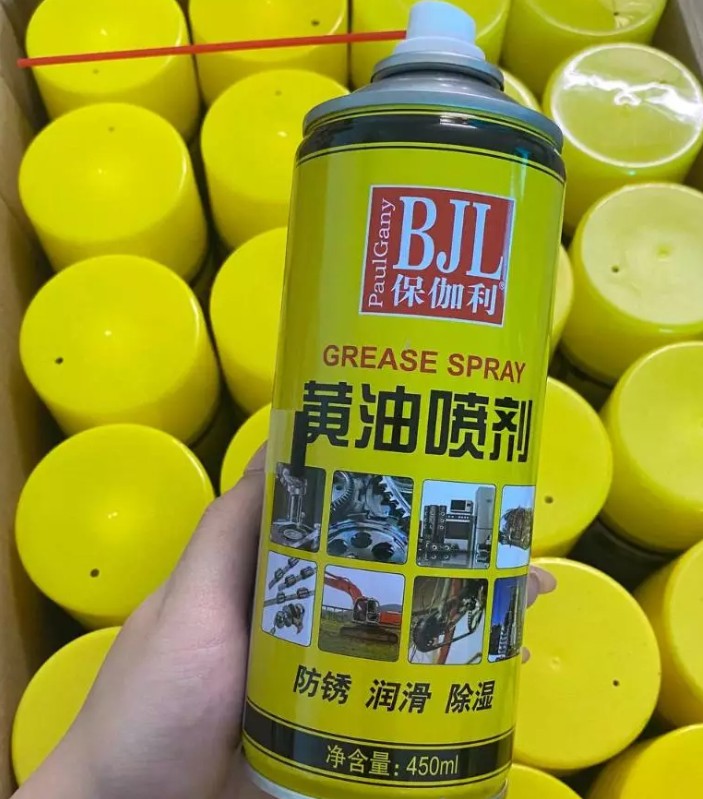 PaulGany
BJL
保伽利®
GREASE SPRAY
黄油喷剂
防锈 润滑 除湿
净含量：450ml